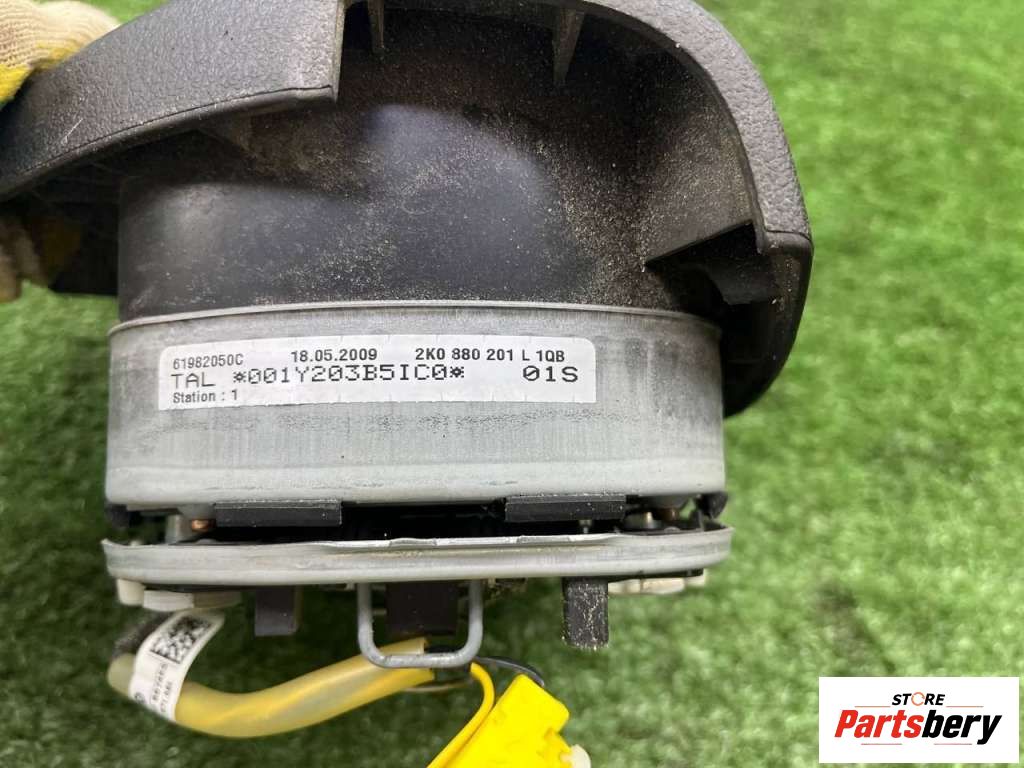 61982050C 18.05.2009 2K0 880 201 L 1QB
TAL *001Y203B5IC0* 01S
Station : 1
STORE
Partsbery